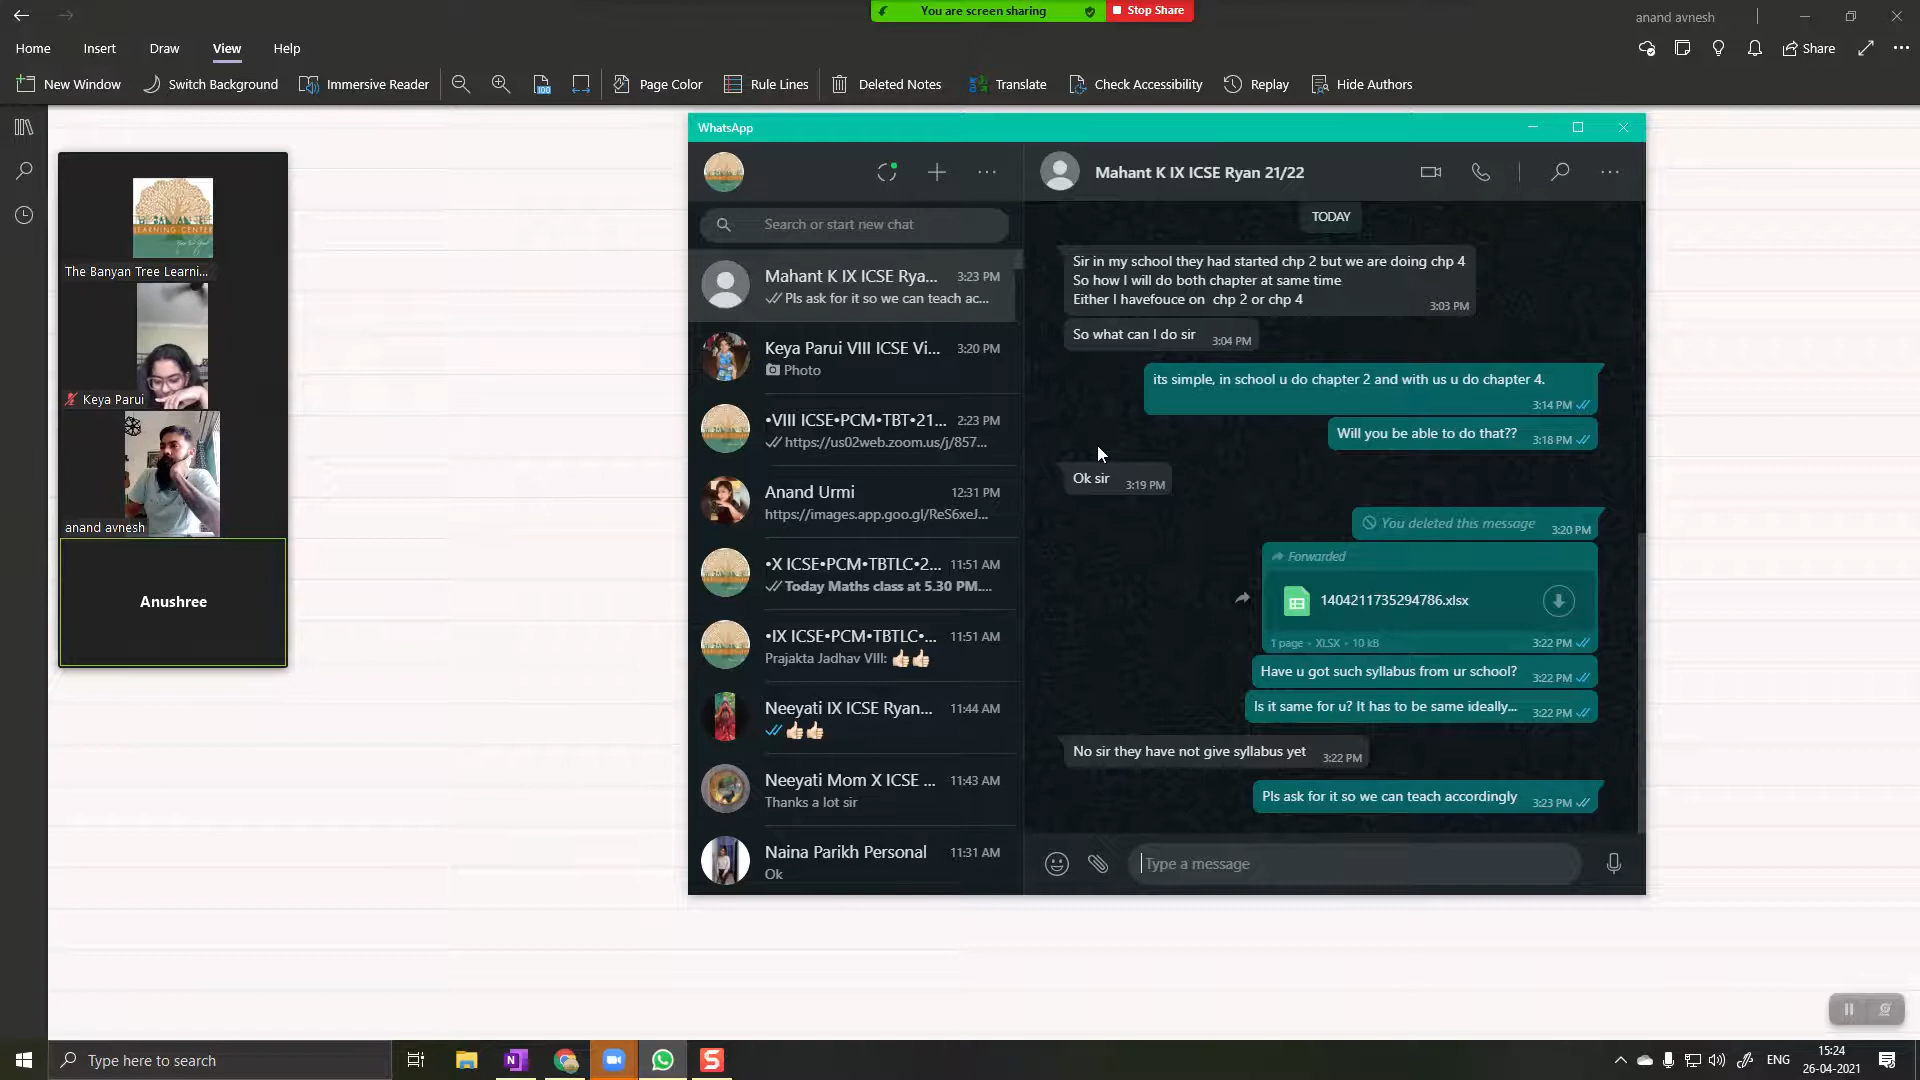 You are screen sharing
Stop Share
anand avnesh
Home
Insert
Draw
View
Help
Share
New Window
Switch Background
Immersive Reader
100
Page Color
Rule Lines
Deleted Notes
Translate
Check Accessibility
Replay
Hide Authors
LEARNING CENTER
The Banyan Tree Learni...
Keya Parui
anand avnesh
Anushree
WhatsApp
Search or start new chat
Mahant K IX ICSE Rya...
3:23 PM
Pls ask for it so we can teach ac...
Keya Parui VIII ICSE Vi...
3:20 PM
Photo
•VIII ICSE•PCM•TBT•21...
2:23 PM
https://us02web.zoom.us/j/857...
Anand Urmi
12:31 PM
https://images.app.goo.gl/ReS6xeJ...
•X ICSE•PCM•TBTLC•2...
11:51 AM
Today Maths class at 5.30 PM....
•IX ICSE•PCM•TBTLC•...
11:51 AM
Prajakta Jadhav VIII: 👍🏻👍🏻
Neeyati IX ICSE Ryan...
11:44 AM
👍🏻👍🏻
Neeyati Mom X ICSE ...
11:43 AM
Thanks a lot sir
Naina Parikh Personal
11:31 AM
Ok
Mahant K IX ICSE Ryan 21/22
TODAY
Sir in my school they had started chp 2 but we are doing chp 4
So how I will do both chapter at same time
Either I havefouce on chp 2 or chp 4
3:03 PM
So what can I do sir
3:04 PM
its simple, in school u do chapter 2 and with us u do chapter 4.
3:14 PM
Will you be able to do that??
3:18 PM
Ok sir
3:19 PM
You deleted this message
3:20 PM
Forwarded
1404211735294786.xlsx
1 page • XLSX • 10 kB
3:22 PM
Have u got such syllabus from ur school?
3:22 PM
Is it same for u? It has to be same ideally...
3:22 PM
No sir they have not give syllabus yet
3:22 PM
Pls ask for it so we can teach accordingly
3:23 PM
Type a message
Type here to search
ENG
15:24
26-04-2021